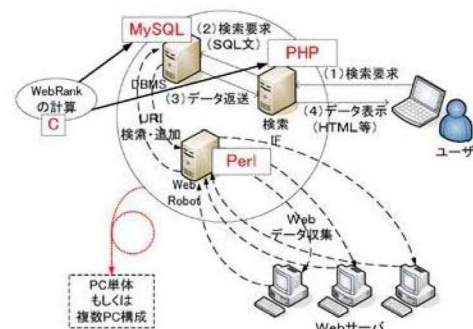 MySQL
(2)検索要求
(SQL文)
PHP
(1)検索要求
WebRank
の計算
C
DBMS
(3)データ返送
URI
検索・追加
検索
IF
(4)データ表示
(HTML等)
ユーザ
Perl
Web
Robot
Web
データ収集
PC単体
もしくは
複数PC構成
Webサーバ